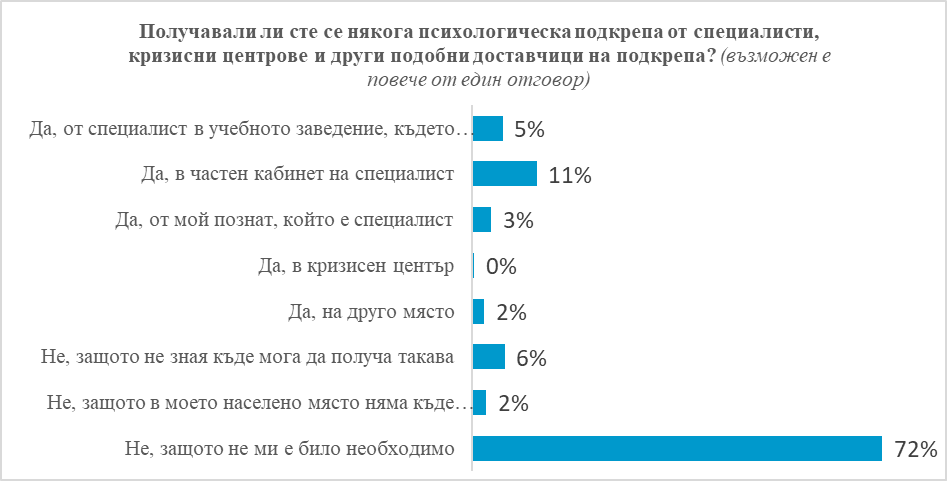 Получавали ли сте се някога психологическа подкрепа от специалисти,
кризисни центрове и други подобни доставчици на подкрепа? (възможен е
повече от един отговор)
Да, от специалист в учебното заведение, където…
5%
Да, в частен кабинет на специалист
11%
Да, от мой познат, който е специалист
3%
Да, в кризисен център
0%
Да, на друго място
2%
Не, защото не зная къде мога да получа такава
6%
Не, защото в моето населено място няма къде…
2%
Не, защото не ми е било необходимо
72%